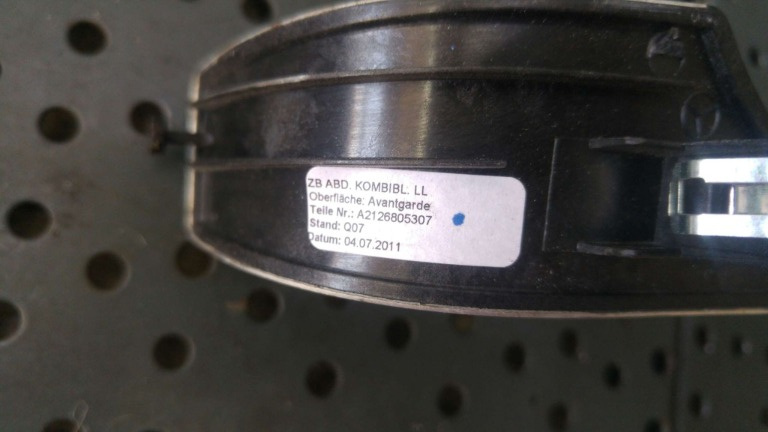 ZB ABD. KOMBIBL. LL
Oberfläche: Avantgarde
Teile Nr.: A2126805307
Stand: Q07
Datum: 04.07.2011